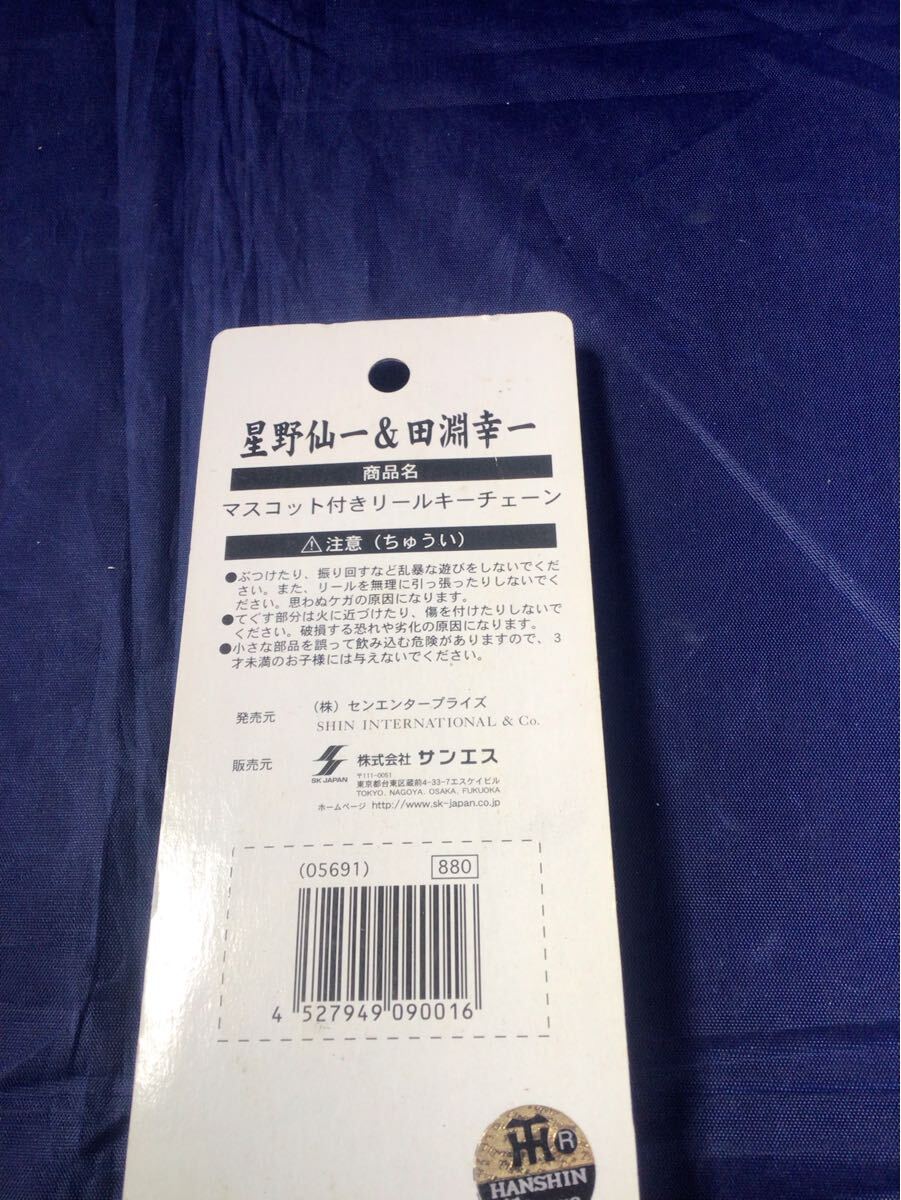 星野仙一&田淵幸一
商品名
マスコット付きリールキーチェーン
⚠注意（ちゅうい）
●ぶつけたり、振り回すなど乱暴な遊びをしないでくだ
さい。また、リールを無理に引っ張ったりしないでく
ださい。思わぬケガの原因になります。
●てぐす部分は火に近づけたり、傷を付けたりしないで
ください。破損する恐れや劣化の原因になります。
●小さな部品を誤って飲み込む危険がありますので、3
才未満のお子様には与えないでください。
発売元 （株）センエンタープライズ
SHIN INTERNATIONAL & Co.
販売元 SK JAPAN 株式会社 サンエス
〒111-0051
東京都台東区蔵前4-33-7エスケイビル
TOKYO. NAGOYA. OSAKA. FUKUOKA
ホームページ http://www.sk-japan.co.jp
(05691) 880
4 527949 090016
HT®
HANSHIN